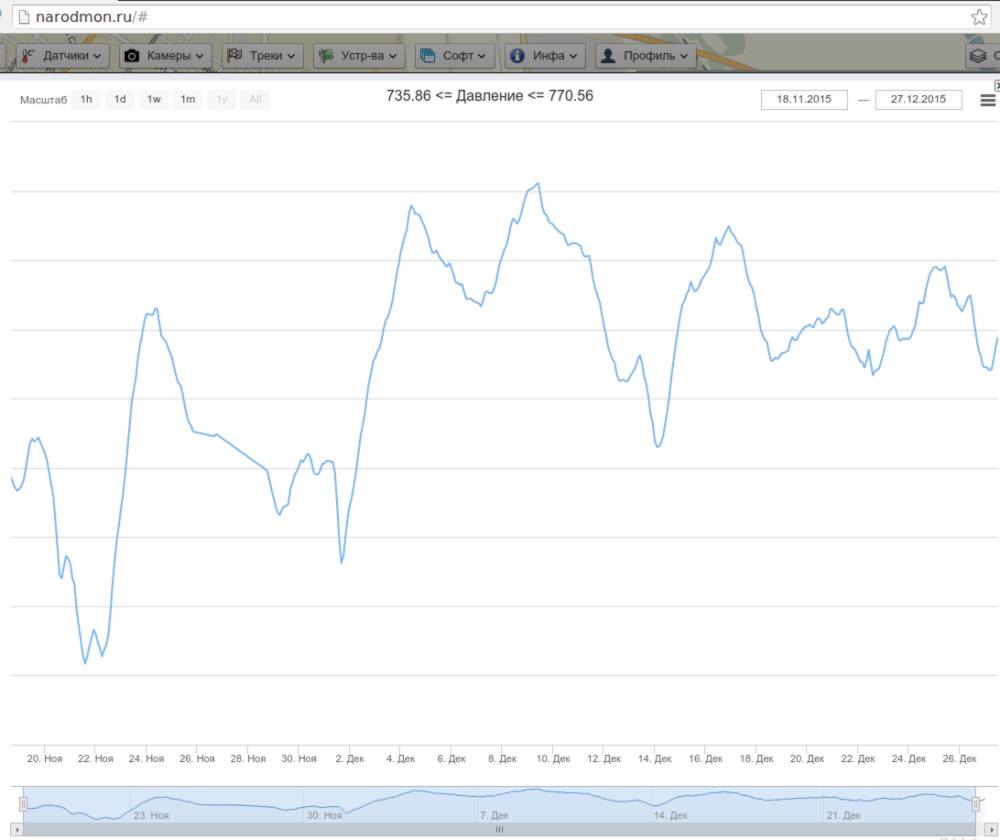 narodmon.ru/#
Датчики Камеры Треки Устр-ва Софт Инфа Профиль
Масштаб 1h 1d 1w 1m 1y All 735.86 <= Давление <= 770.56 18.11.2015 — 27.12.2015
20. Ноя 22. Ноя 24. Ноя 26. Ноя 28. Ноя 30. Ноя 2. Дек 4. Дек 6. Дек 8. Дек 10. Дек 12. Дек 14. Дек 16. Дек 18. Дек 20. Дек 22. Дек 24. Дек 26. Дек
23. Ноя 30. Ноя 7. Дек 14. Дек 21. Дек